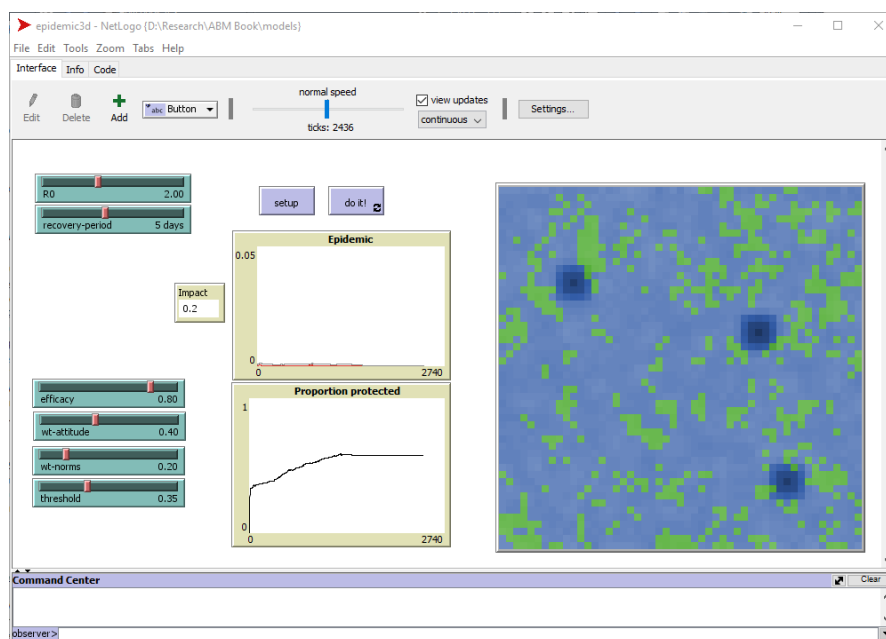 epidemic3d - NetLogo {D:\Research\ABM Book\models}
File Edit Tools Zoom Tabs Help
Interface Info Code
Edit
Delete
Add
abc Button
normal speed
ticks: 2436
view updates
continuous
Settings...
R0 2.00
recovery-period 5 days
setup
do it!
Epidemic
0.05
0
0 2740
Impact
0.2
efficacy 0.80
wt-attitude 0.40
wt-norms 0.20
threshold 0.35
Proportion protected
1
0
0 2740
Command Center
Clear
observer>